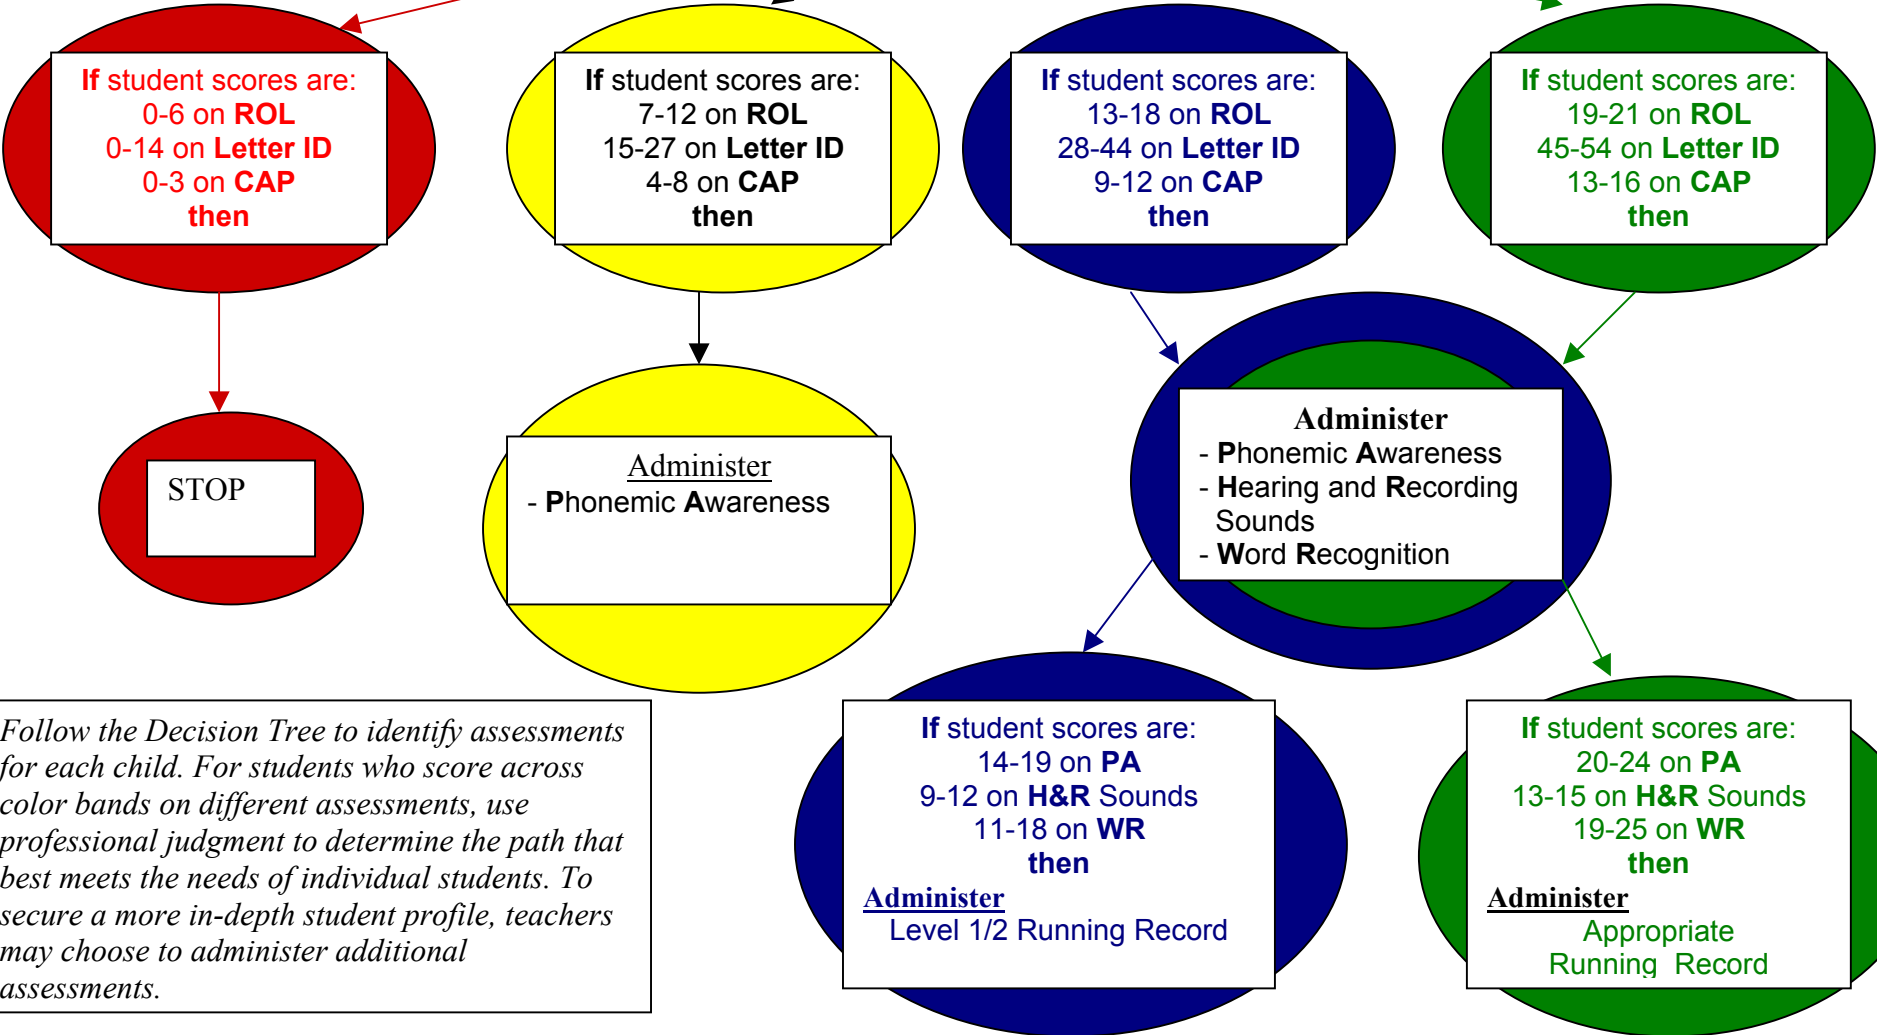 If student scores are:
0-6 on ROL
0-14 on Letter ID
0-3 on CAP
then
If student scores are:
7-12 on ROL
15-27 on Letter ID
4-8 on CAP
then
If student scores are:
13-18 on ROL
28-44 on Letter ID
9-12 on CAP
then
If student scores are:
19-21 on ROL
45-54 on Letter ID
13-16 on CAP
then
STOP
Administer
- Phonemic Awareness
Administer
- Phonemic Awareness
- Hearing and Recording
Sounds
- Word Recognition
Follow the Decision Tree to identify assessments
for each child. For students who score across
color bands on different assessments, use
professional judgment to determine the path that
best meets the needs of individual students. To
secure a more in-depth student profile, teachers
may choose to administer additional
assessments.
If student scores are:
14-19 on PA
9-12 on H&R Sounds
11-18 on WR
then
Administer
Level 1/2 Running Record
If student scores are:
20-24 on PA
13-15 on H&R Sounds
19-25 on WR
then
Administer
Appropriate
Running Record